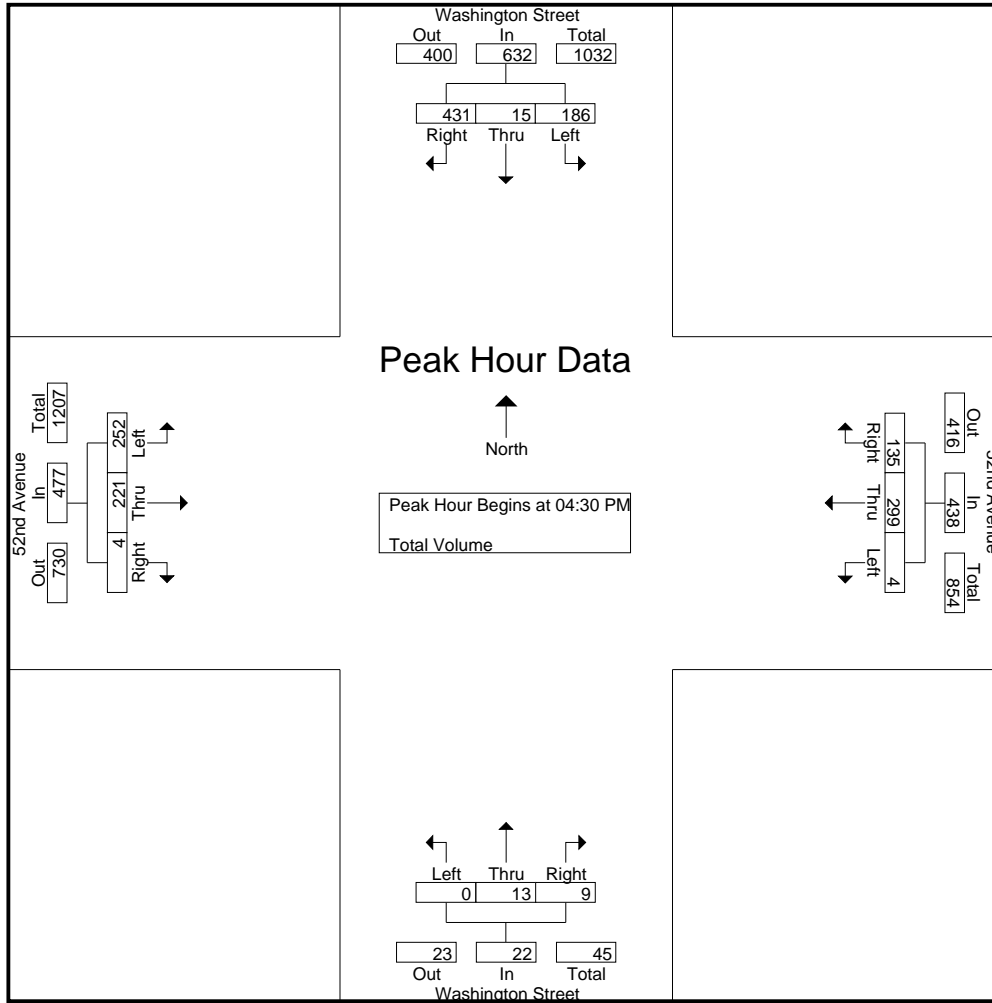 Washington Street
Out In Total
400 632 1032
431 15 186
Right Thru Left
Peak Hour Data
North
Peak Hour Begins at 04:30 PM
Total Volume
52nd Avenue
Out In Total
730 477 1207
4 221 252
Right Thru Left
Out In Total
416 438 854
135 299 4
Right Thru Left
Left Thru Right
0 13 9
23 22 45
Out In Total
Washington Street